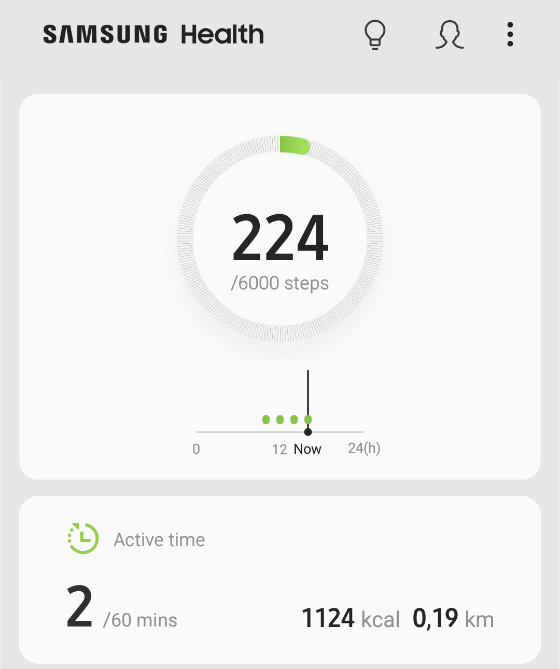 SAMSUNG Health
224
/6000 steps
0 12 Now 24(h)
Active time
2 /60 mins 1124 kcal 0,19 km